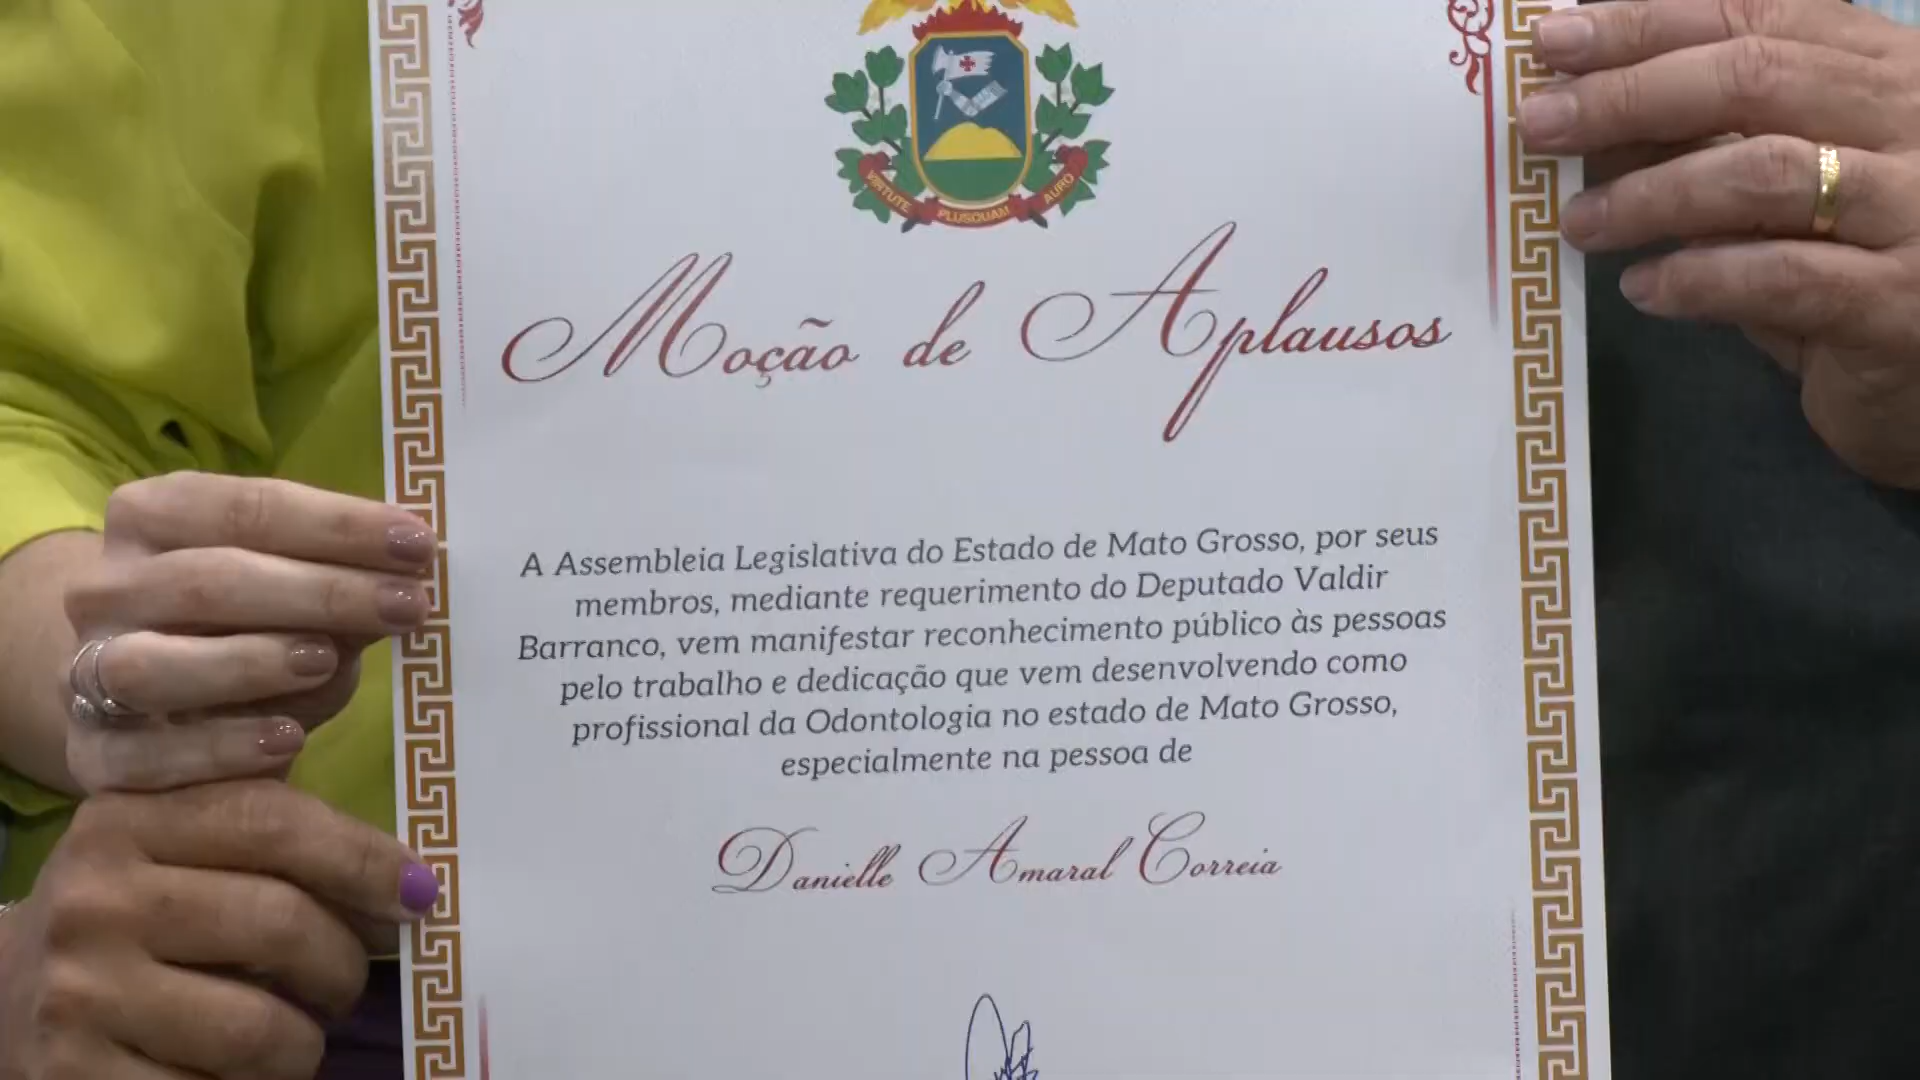 VIRTUTE PLUSQUAM AURO
Moção de Aplausos
A Assembleia Legislativa do Estado de Mato Grosso, por seus
membros, mediante requerimento do Deputado Valdir
Barranco, vem manifestar reconhecimento público às pessoas
pelo trabalho e dedicação que vem desenvolvendo como
profissional da Odontologia no estado de Mato Grosso,
especialmente na pessoa de
Danielle Amaral Correia